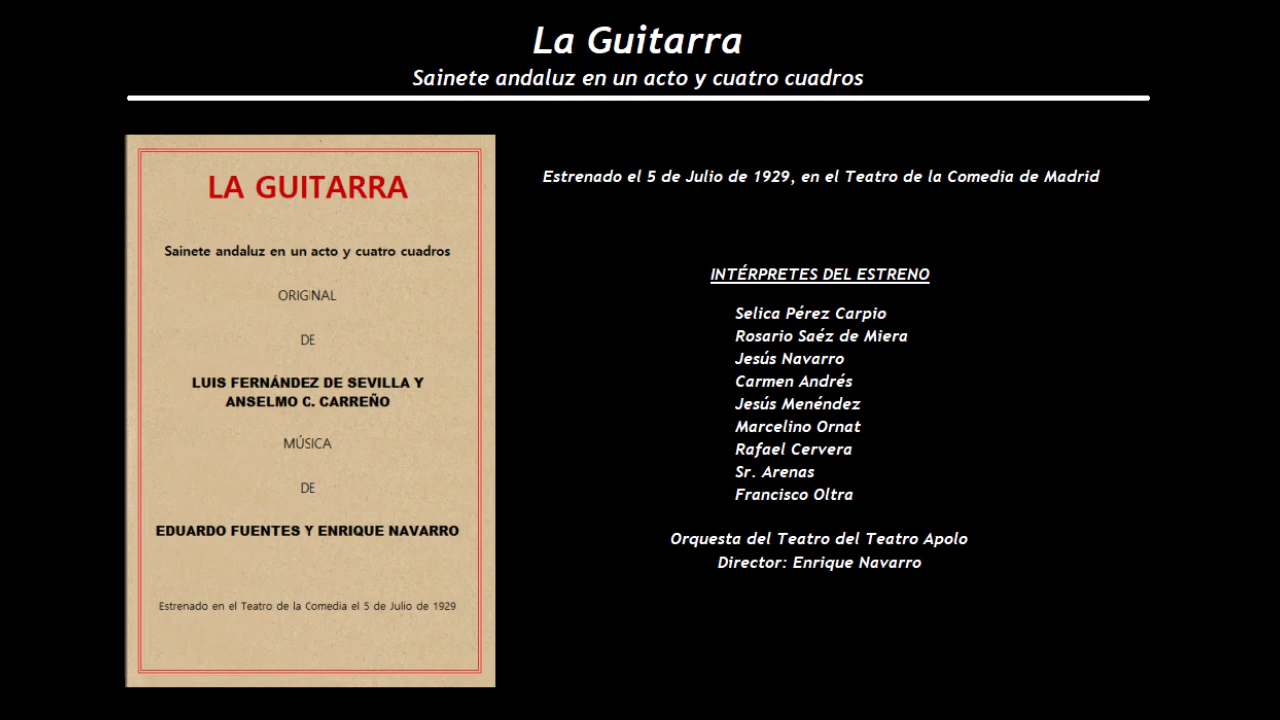 La Guitarra
Sainete andaluz en un acto y cuatro cuadros
LA GUITARRA
Sainete andaluz en un acto y cuatro cuadros
ORIGINAL
DE
LUIS FERNÁNDEZ DE SEVILLA Y
ANSELMO C. CARREÑO
MÚSICA
DE
EDUARDO FUENTES Y ENRIQUE NAVARRO
Estrenado en el Teatro de la Comedia el 5 de Julio de 1929
Estrenado el 5 de Julio de 1929, en el Teatro de la Comedia de Madrid
INTÉRPRETES DEL ESTRENO
Selica Pérez Carpio
Rosario Saéz de Miera
Jesús Navarro
Carmen Andrés
Jesús Menéndez
Marcelino Ornat
Rafael Cervera
Sr. Arenas
Francisco Oltra
Orquesta del Teatro del Teatro Apolo
Director: Enrique Navarro